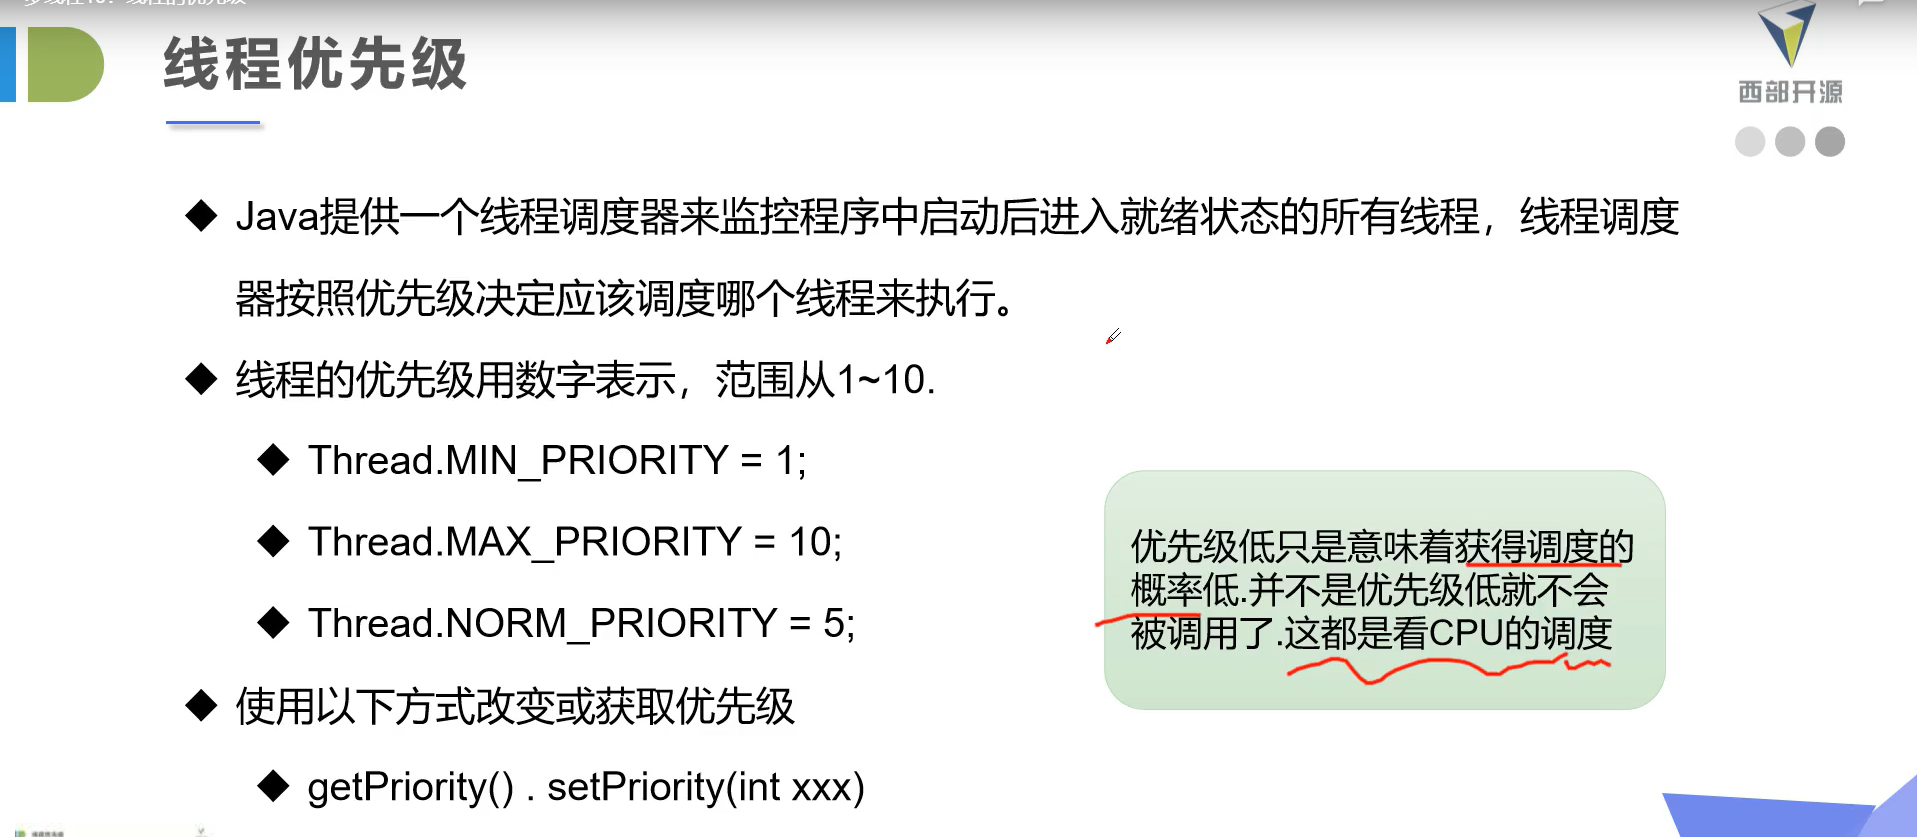 线程优先级
西部开源
Java提供一个线程调度器来监控程序中启动后进入就绪状态的所有线程，线程调度
器按照优先级决定应该调度哪个线程来执行。
线程的优先级用数字表示，范围从1~10.
Thread.MIN_PRIORITY = 1;
Thread.MAX_PRIORITY = 10;
Thread.NORM_PRIORITY = 5;
优先级低只是意味着获得调度的
概率低.并不是优先级低就不会
被调用了.这都是看CPU的调度
使用以下方式改变或获取优先级
getPriority() . setPriority(int xxx)